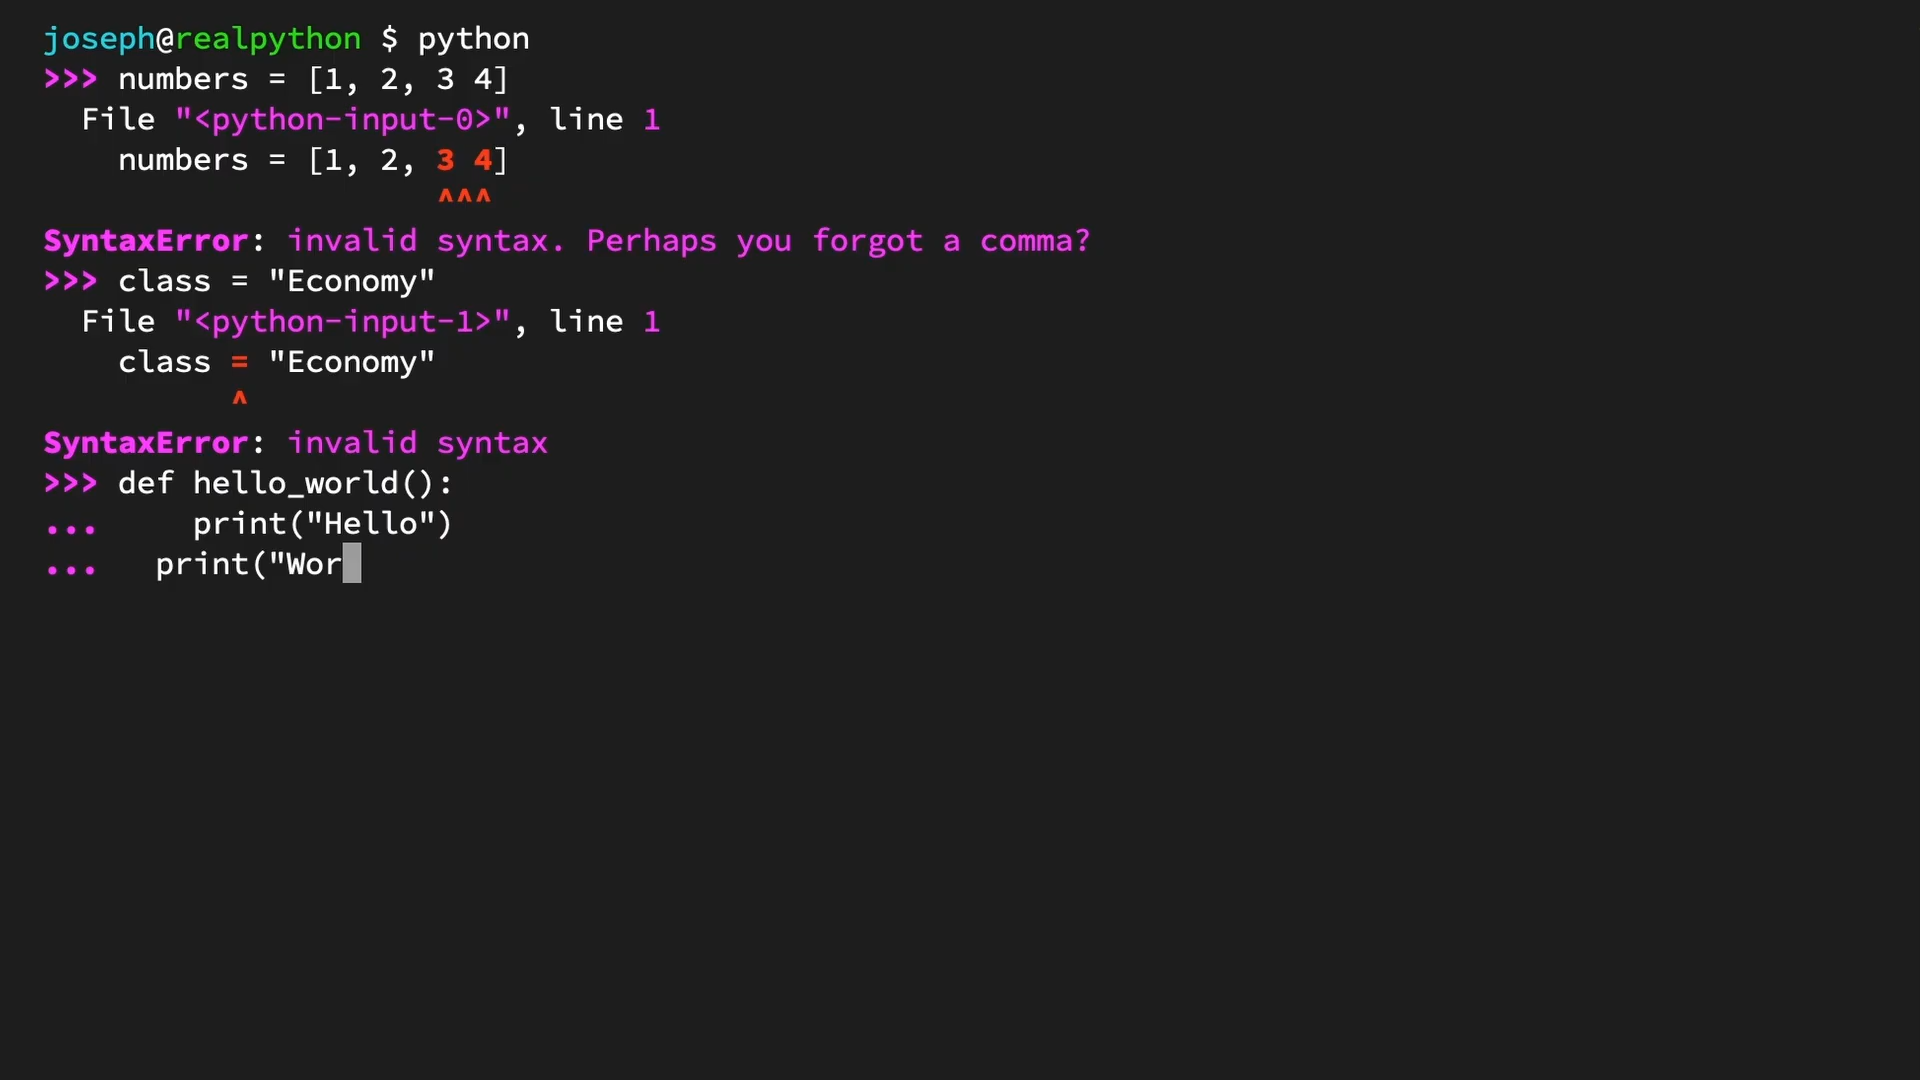 joseph@realpython $ python
>>> numbers = [1, 2, 3 4]
  File "<python-input-0>", line 1
    numbers = [1, 2, 3 4]
                     ^^^
SyntaxError: invalid syntax. Perhaps you forgot a comma?
>>> class = "Economy"
  File "<python-input-1>", line 1
    class = "Economy"
          ^
SyntaxError: invalid syntax
>>> def hello_world():
...     print("Hello")
...   print("Wor